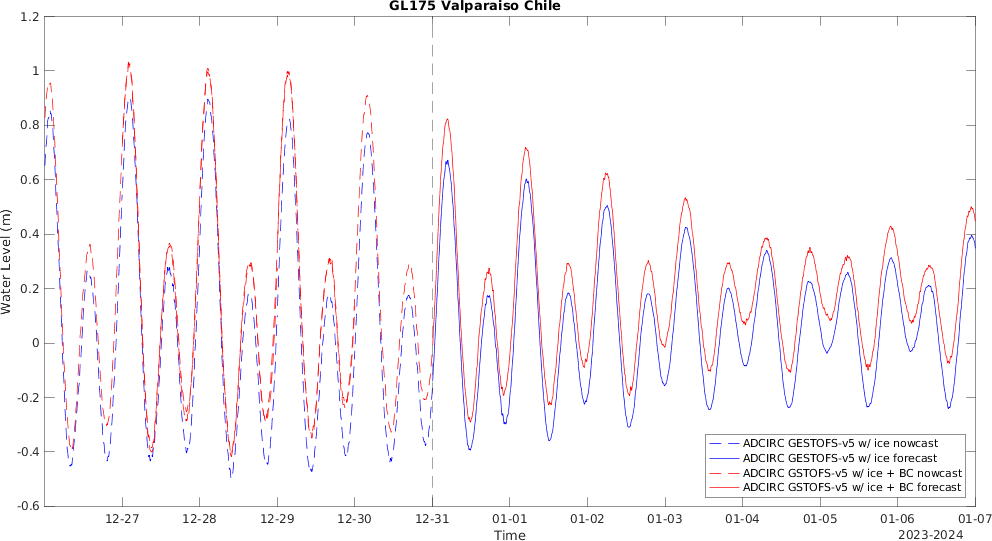 GL175 Valparaiso Chile
1.2
1
0.8
0.6
0.4
0.2
0
-0.2
-0.4
-0.6
Water Level (m)
ADCIRC GESTOFS-v5 w/ ice nowcast
ADCIRC GESTOFS-v5 w/ ice forecast
ADCIRC GSTOFS-v5 w/ ice + BC nowcast
ADCIRC GSTOFS-v5 w/ ice + BC forecast
12-27 12-28 12-29 12-30 12-31 01-01 01-02 01-03 01-04 01-05 01-06 01-07
Time
2023-2024